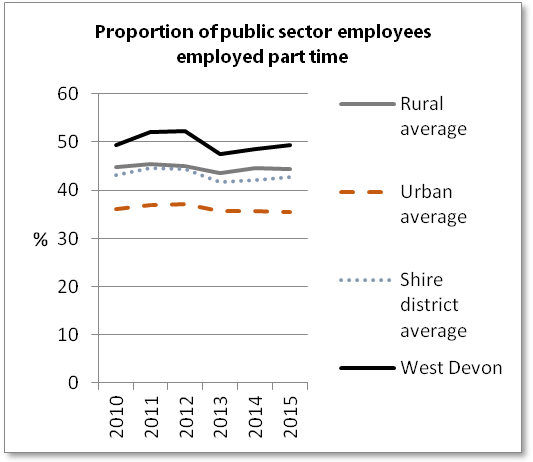 Proportion of public sector employees
employed part time
60
50
40
30
20
10
0
%
2010
2011
2012
2013
2014
2015
Rural
average
Urban
average
Shire
district
average
West Devon